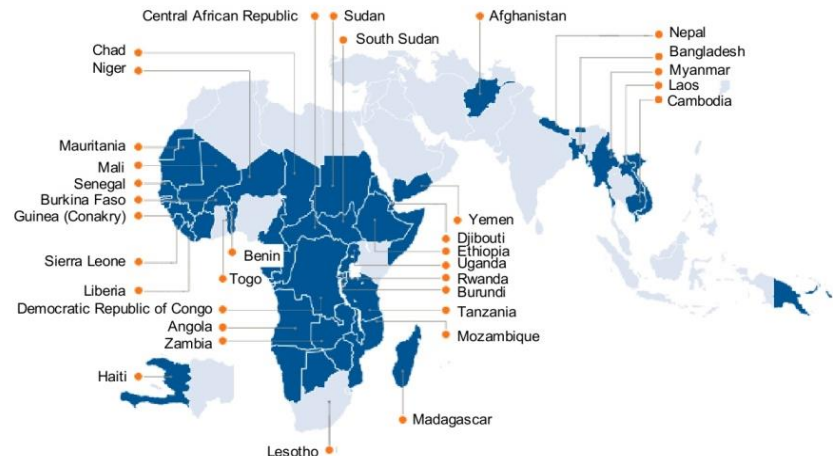 Central African Republic
Sudan
Afghanistan
Nepal
South Sudan
Bangladesh
Chad
Myanmar
Niger
Laos
Cambodia
Mauritania
Mali
Senegal
Burkina Faso
Guinea (Conakry)
Yemen
Djibouti
Benin
Ethiopia
Sierra Leone
Uganda
Togo
Rwanda
Liberia
Burundi
Democratic Republic of Congo
Tanzania
Angola
Mozambique
Zambia
Haiti
Madagascar
Lesotho